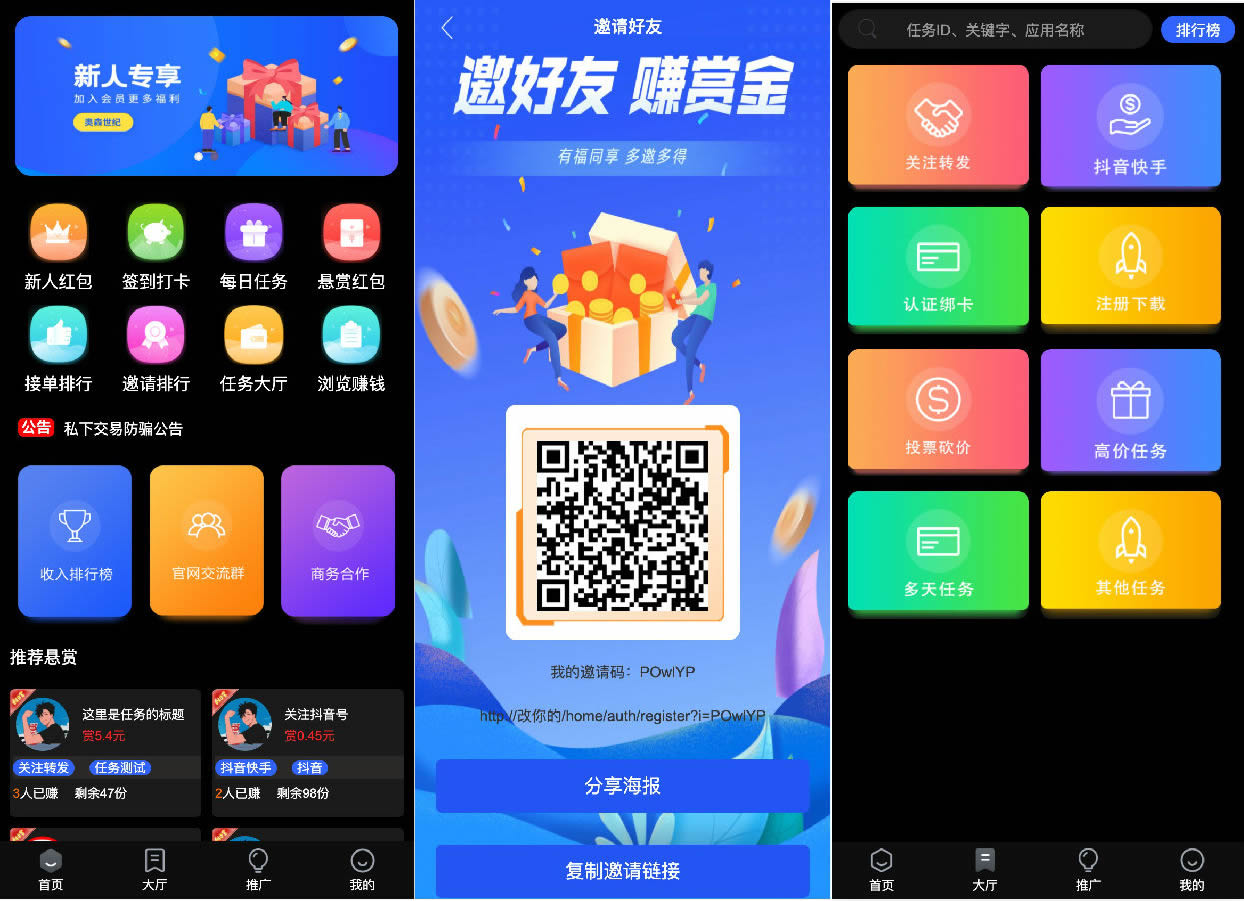 新人专享
加入会员更多福利
奥森世纪
新人红包
签到打卡
每日任务
悬赏红包
接单排行
邀请排行
任务大厅
浏览赚钱
公告 私下交易防骗公告
收入排行榜
官网交流群
商务合作
推荐悬赏
这里是任务的标题
赏5.4元
关注转发 任务测试
3人已赚 剩余47份
关注抖音号
赏0.45元
抖音快手 抖音
2人已赚 剩余98份
首页
大厅
推广
我的
邀请好友
邀好友 赚赏金
有福同享 多邀多得
我的邀请码：POwlYP
http://改你的/home/auth/register?i=POwlYP
分享海报
复制邀请链接
任务ID、关键字、应用名称
排行榜
关注转发
抖音快手
认证绑卡
注册下载
投票砍价
高价任务
多天任务
其他任务
首页
大厅
推广
我的